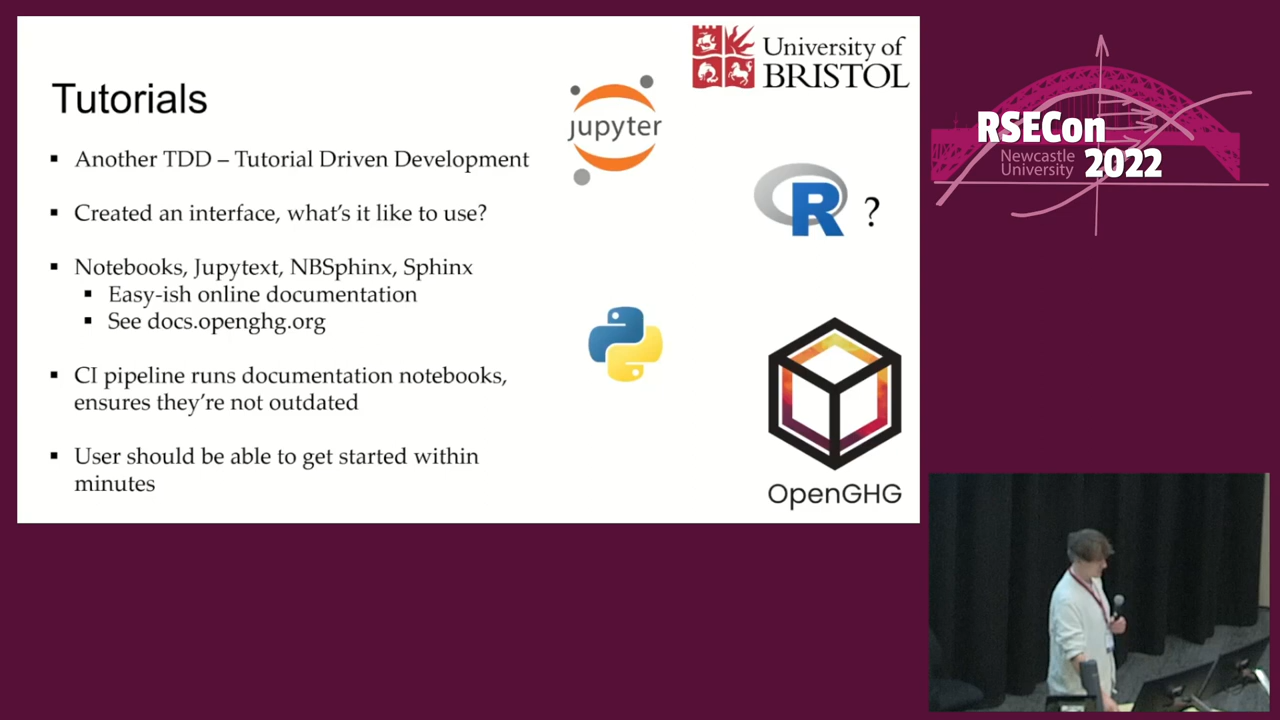 University of
BRISTOL
Tutorials
jupyter
▪ Another TDD – Tutorial Driven Development
▪ Created an interface, what's it like to use?
R ?
▪ Notebooks, Jupytext, NBSphinx, Sphinx
▪ Easy-ish online documentation
▪ See docs.openghg.org
▪ CI pipeline runs documentation notebooks,
ensures they're not outdated
▪ User should be able to get started within
minutes
OpenGHG
RSECon
Newcastle
University 2022